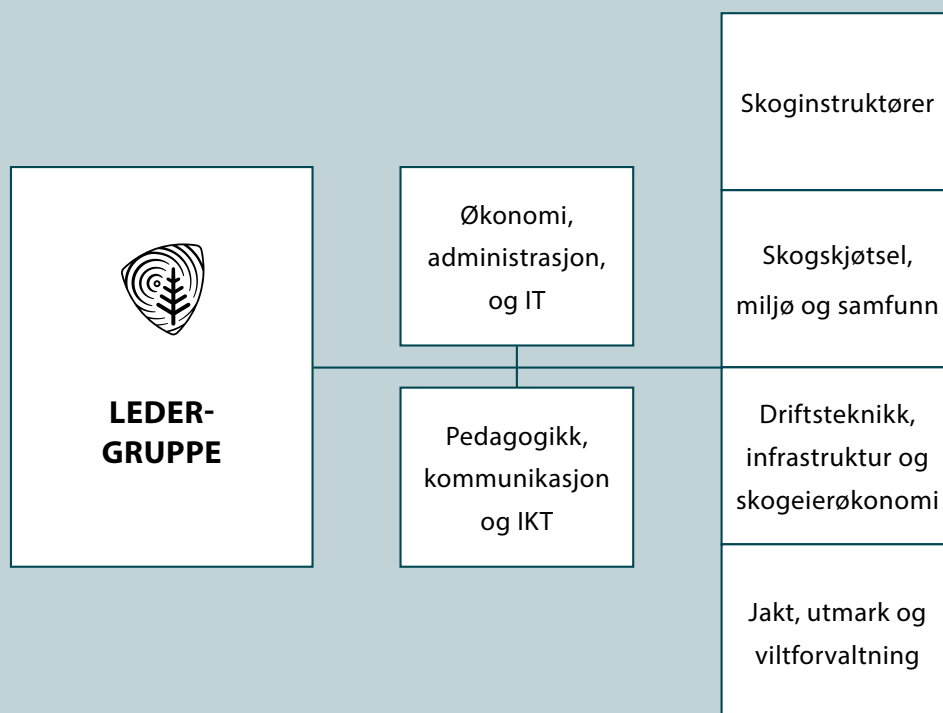 LEDER-
GRUPPE
Økonomi,
administrasjon,
og IT
Pedagogikk,
kommunikasjon
og IKT
Skoginstruktører
Skogskjøtsel,
miljø og samfunn
Driftsteknikk,
infrastruktur og
skogeierøkonomi
Jakt, utmark og
viltforvaltning